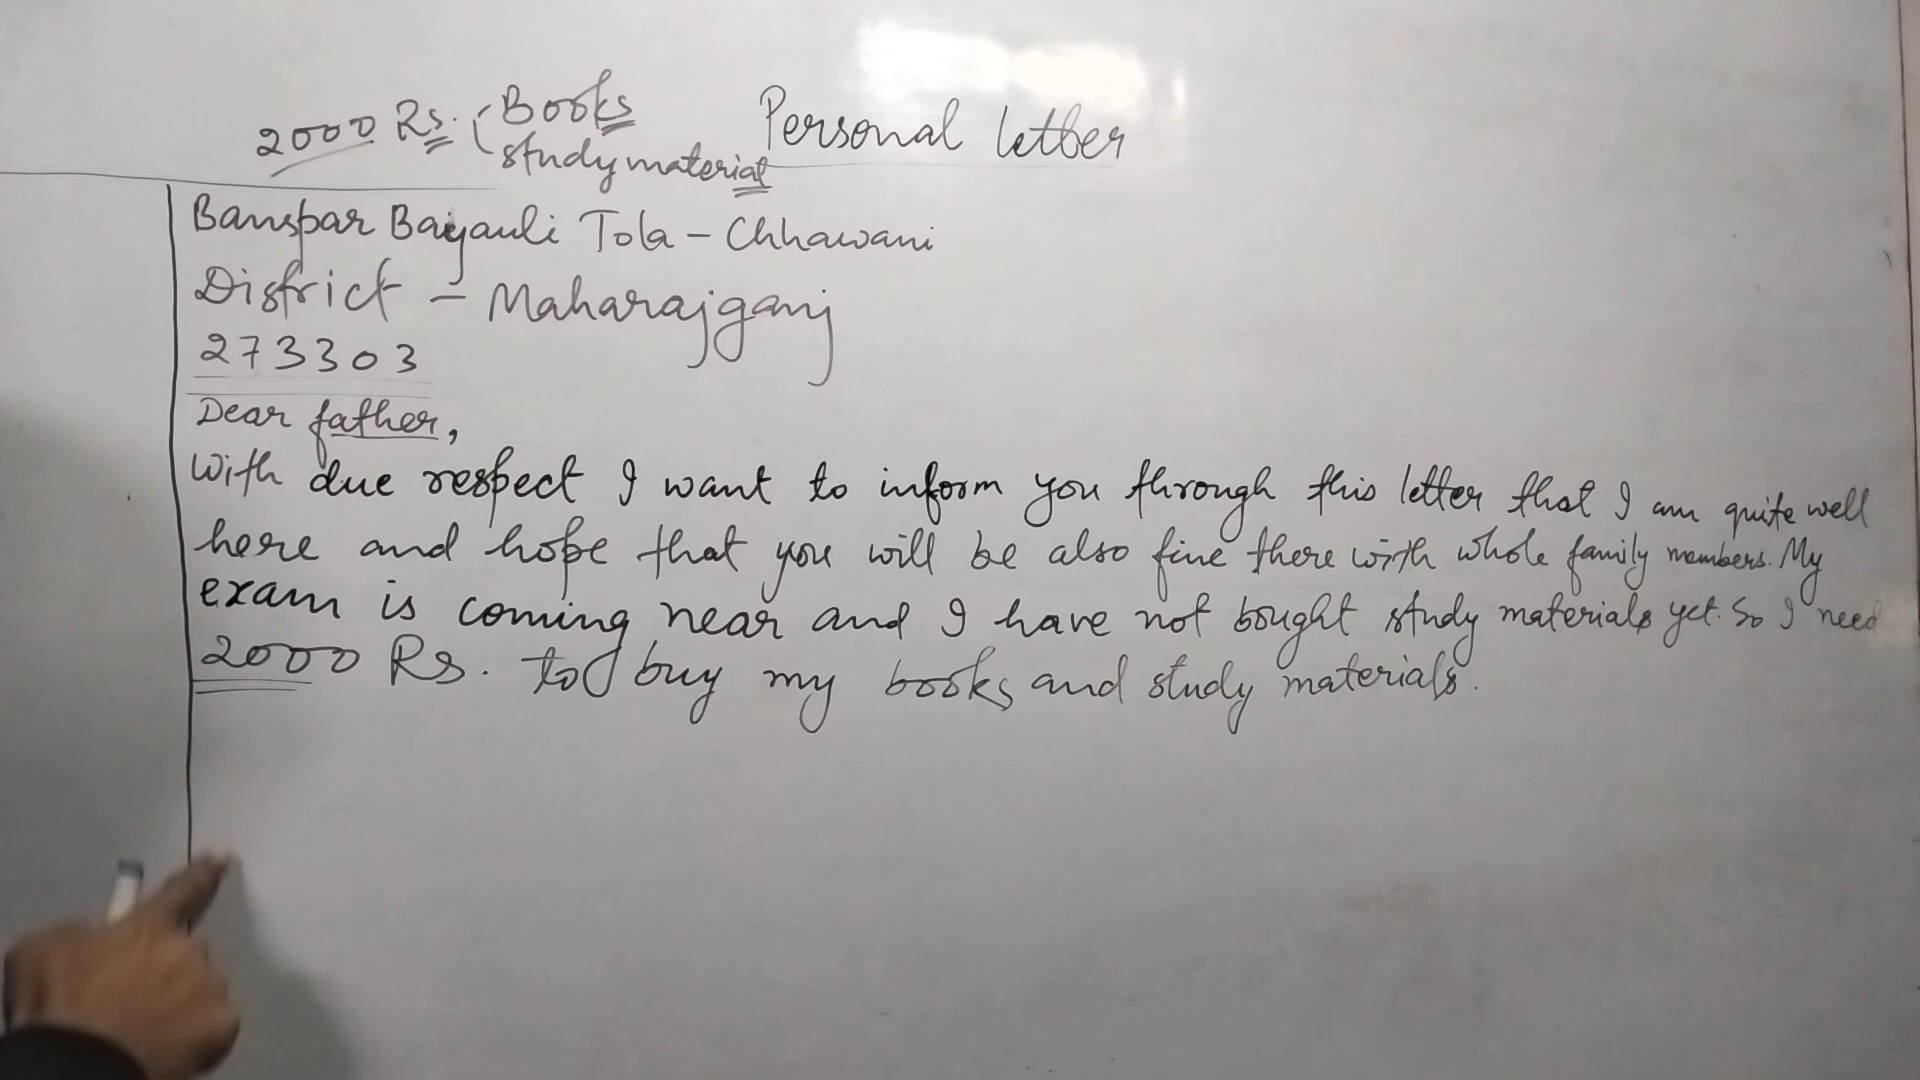 2000 Rs. ( Books
study material
Personal letter
Banspar Baijauli Tola - Chhawani
District - Maharajganj
273303
Dear father,
With due respect I want to inform you through this letter that I am quite well
here and hope that you will be also fine there with whole family members. My
exam is coming near and I have not bought study materials yet. So I need
2000 Rs. to buy my books and study materials.